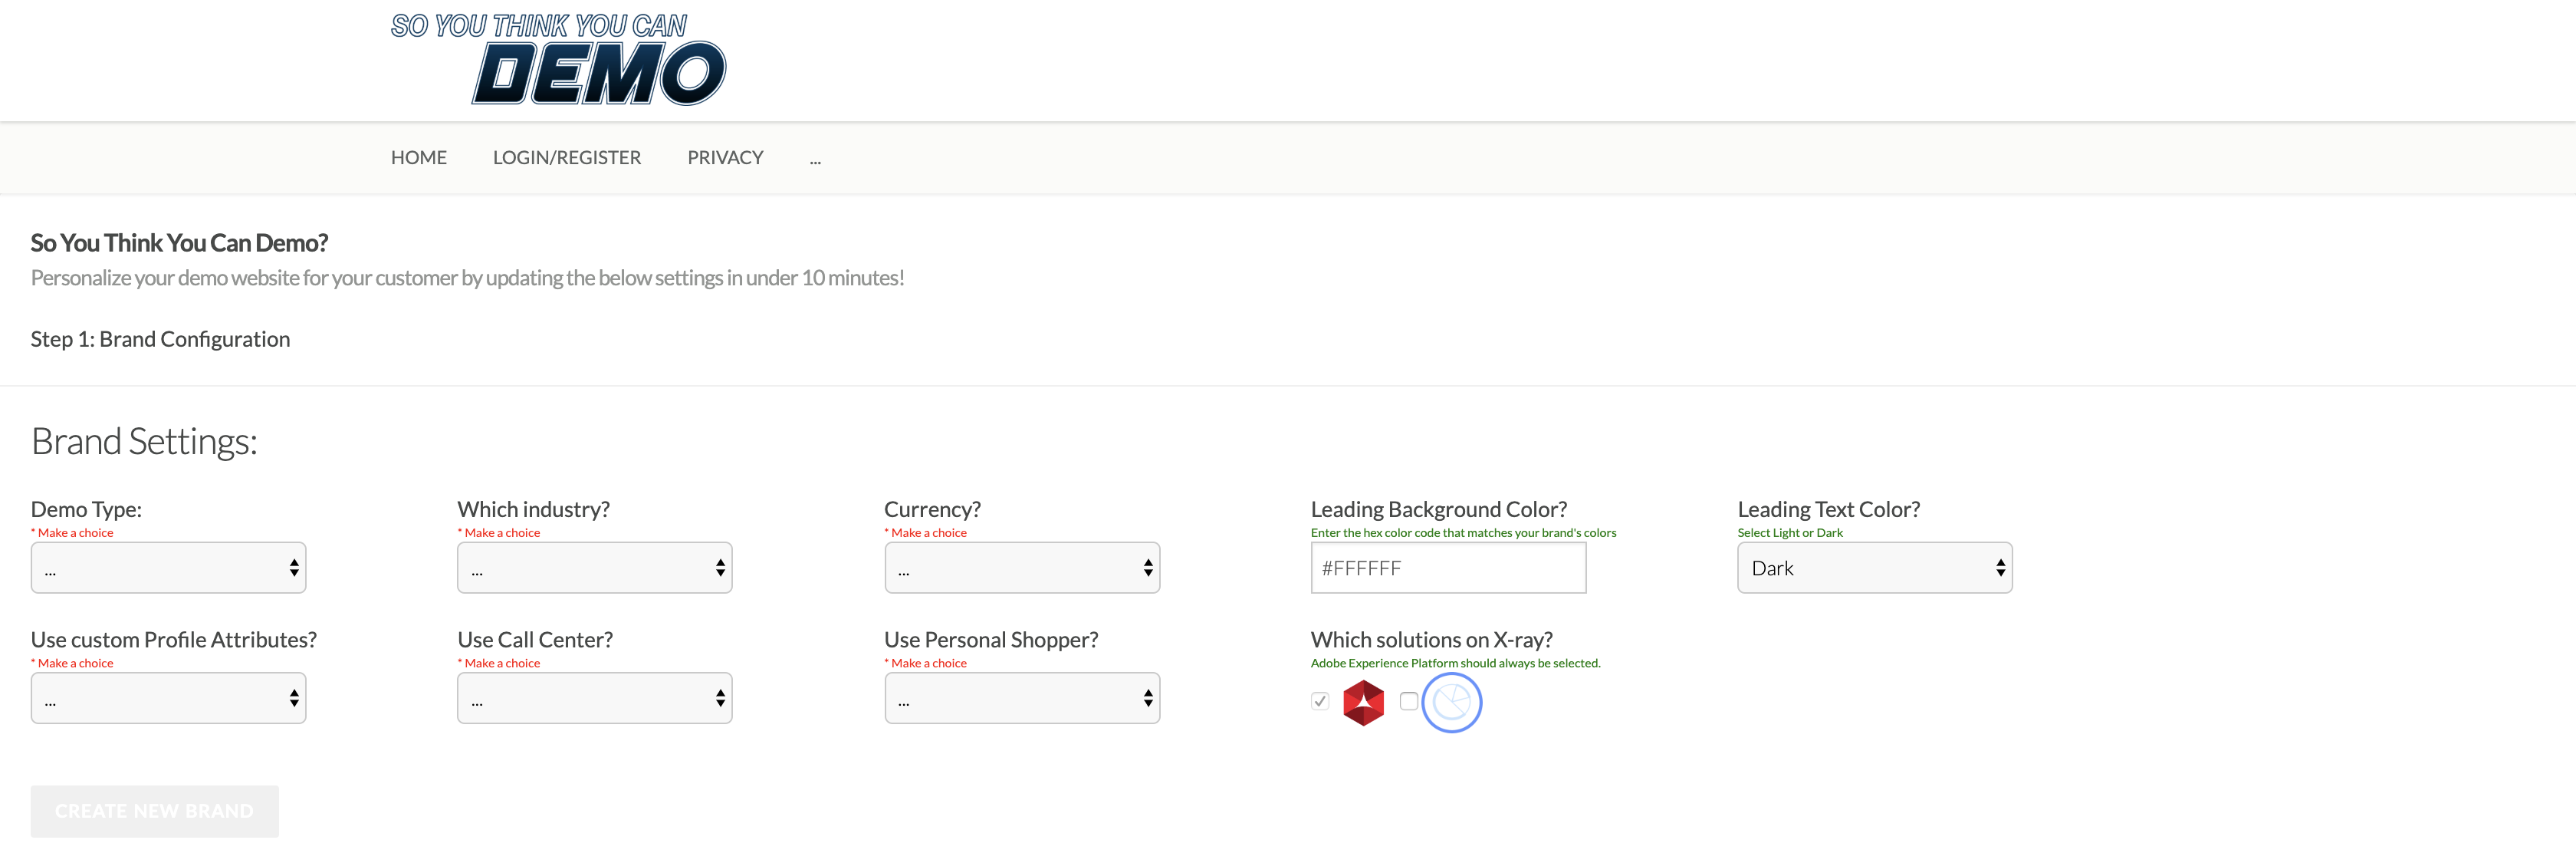 SO YOU THINK YOU CAN
DEMO
HOME LOGIN/REGISTER PRIVACY ...
So You Think You Can Demo?
Personalize your demo website for your customer by updating the below settings in under 10 minutes!
Step 1: Brand Configuration
Brand Settings:
Demo Type: Which industry? Currency? Leading Background Color? Leading Text Color?
* Make a choice * Make a choice * Make a choice Enter the hex color code that matches your brand's colors Select Light or Dark
... ... ... #FFFFFF Dark
Use custom Profile Attributes? Use Call Center? Use Personal Shopper? Which solutions on X-ray?
* Make a choice * Make a choice * Make a choice Adobe Experience Platform should always be selected.
... ... ...
CREATE NEW BRAND